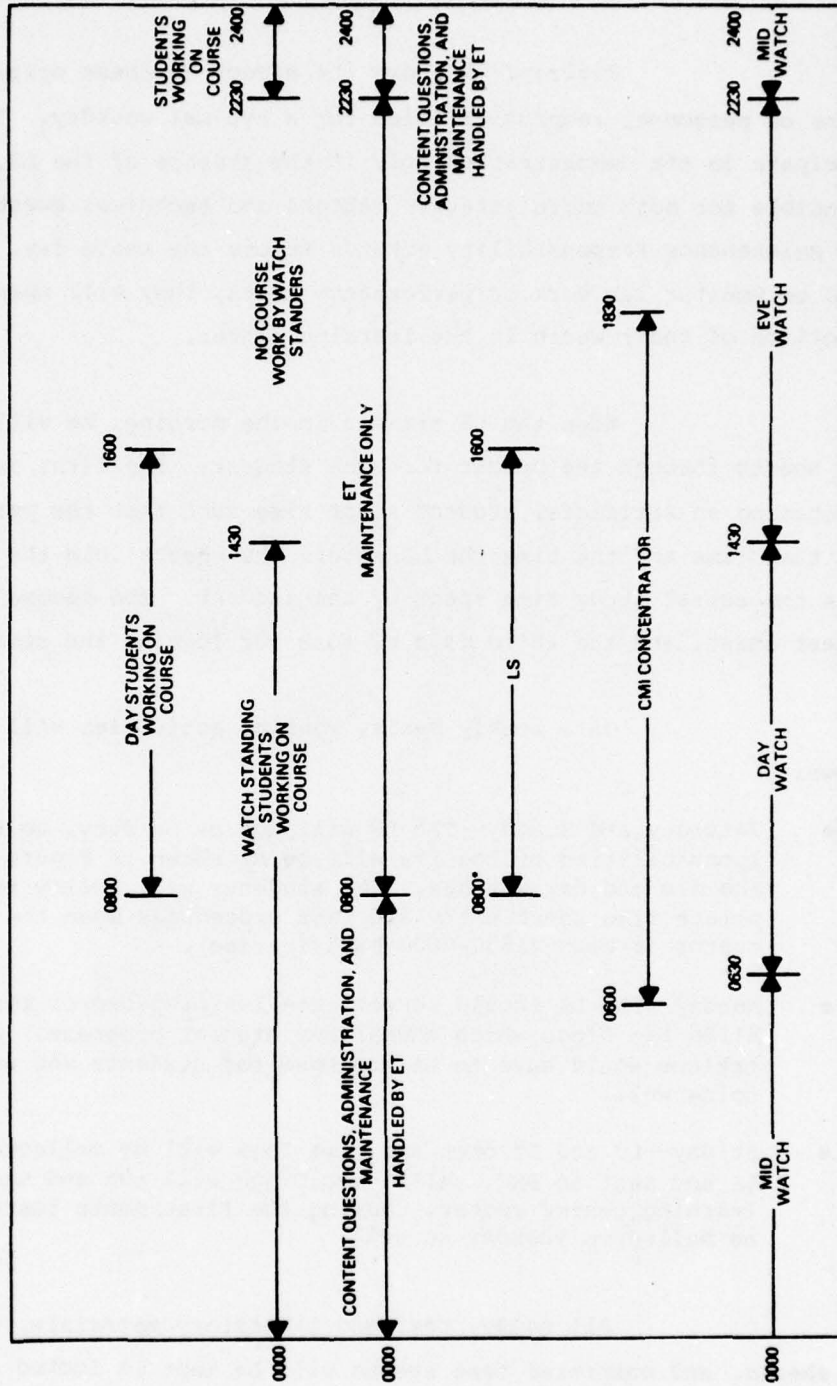 DAY STUDENTS
WORKING ON
COURSE
0800
1600
WATCH STANDING
STUDENTS
WORKING ON
COURSE
NO COURSE
WORK BY WATCH
STANDERS
STUDENTS
WORKING
ON
COURSE
0000
1430
2230
2400
CONTENT QUESTIONS, ADMINISTRATION, AND
MAINTENANCE
HANDLED BY ET
ET
MAINTENANCE ONLY
CONTENT QUESTIONS,
ADMINISTRATION, AND
MAINTENANCE
HANDLED BY ET
0000
0800
2230
2400
LS
0800*
1600
CMI CONCENTRATOR
0600
1830
MID
WATCH
DAY
WATCH
EVE
WATCH
MID
WATCH
0000
0630
1430
2230
2400